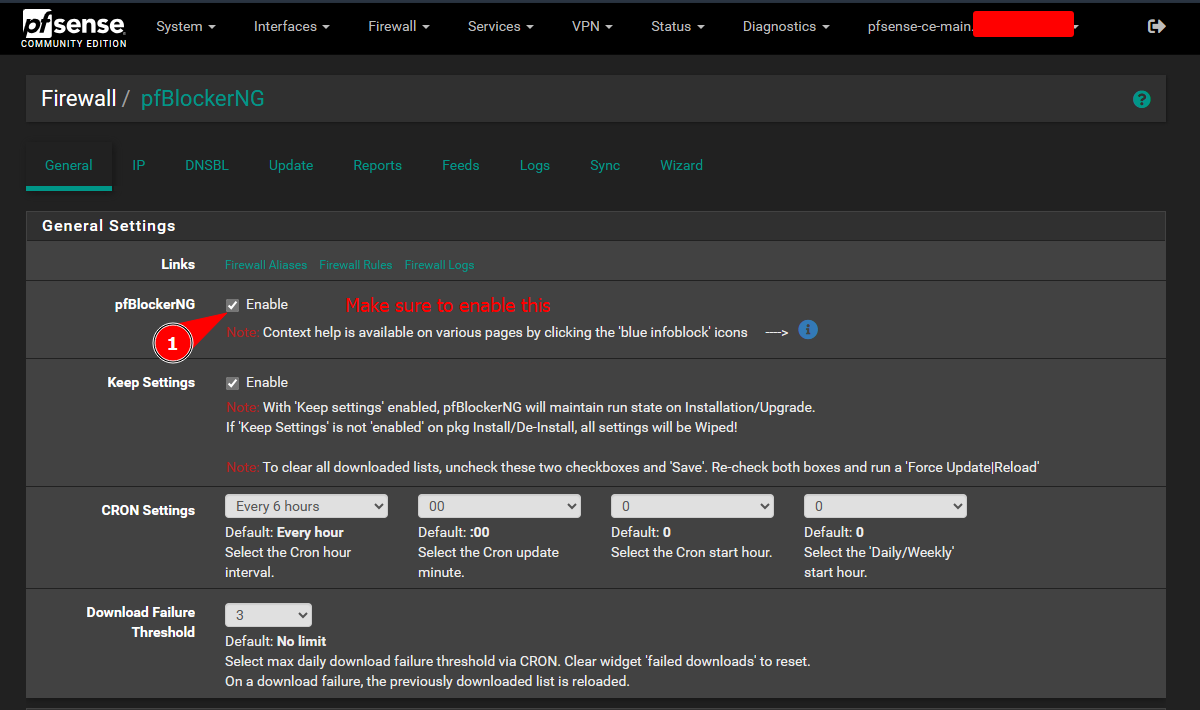 pfsense
COMMUNITY EDITION
System Interfaces Firewall Services VPN Status Diagnostics pfsense-ce-main.
Firewall / pfBlockerNG
General IP DNSBL Update Reports Feeds Logs Sync Wizard
General Settings
Links Firewall Aliases Firewall Rules Firewall Logs
pfBlockerNG Enable Make sure to enable this
1
Note: Context help is available on various pages by clicking the 'blue infoblock' icons ---->
Keep Settings Enable
Note: With 'Keep settings' enabled, pfBlockerNG will maintain run state on Installation/Upgrade.
If 'Keep Settings' is not 'enabled' on pkg Install/De-Install, all settings will be Wiped!
Note: To clear all downloaded lists, uncheck these two checkboxes and 'Save'. Re-check both boxes and run a 'Force Update|Reload'
CRON Settings Every 6 hours 00 0 0
Default: Every hour Default: :00 Default: 0 Default: 0
Select the Cron hour Select the Cron update Select the Cron start hour. Select the 'Daily/Weekly'
interval. minute. start hour.
Download Failure 3
Threshold
Default: No limit
Select max daily download failure threshold via CRON. Clear widget 'failed downloads' to reset.
On a download failure, the previously downloaded list is reloaded.